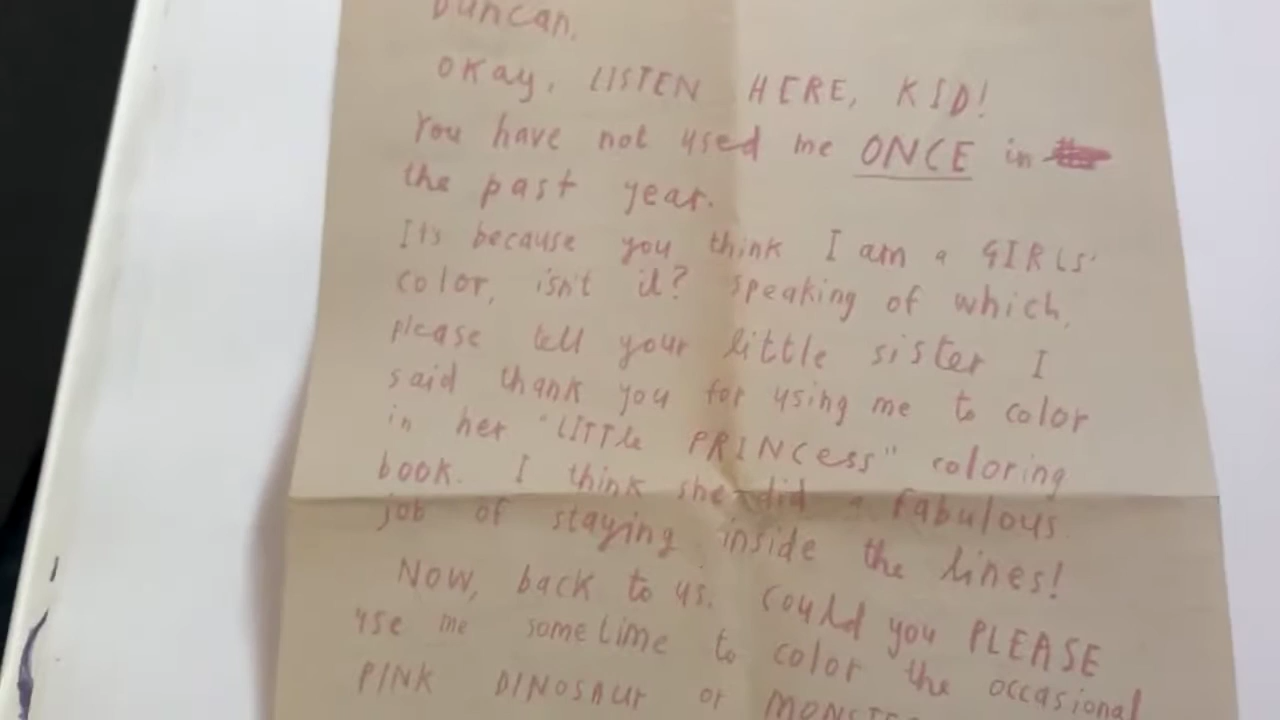 Duncan,
Okay, LISTEN HERE, KID!
You have not used me ONCE in
the past year.
Its because you think I am a GIRLS'
color, isn't it? speaking of which,
please tell your little sister I
said thank you for using me to color
in her "LITTle PRINCess" coloring
book. I think she did a fabulous
job of staying inside the lines!
Now, back to us. Could you PLEASE
use me sometime to color the occasional
PINK DINOSAUr or